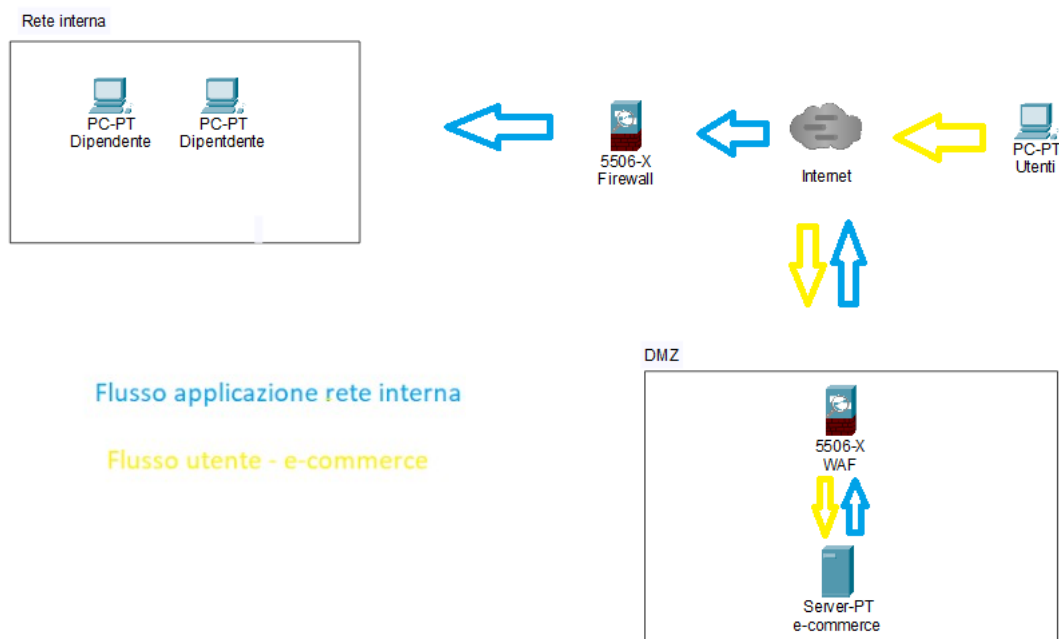 Rete interna
PC-PT
Dipendente
PC-PT
Dipentdente
5506-X
Firewall
Internet
PC-PT
Utenti
DMZ
Flusso applicazione rete interna
Flusso utente - e-commerce
5506-X
WAF
Server-PT
e-commerce